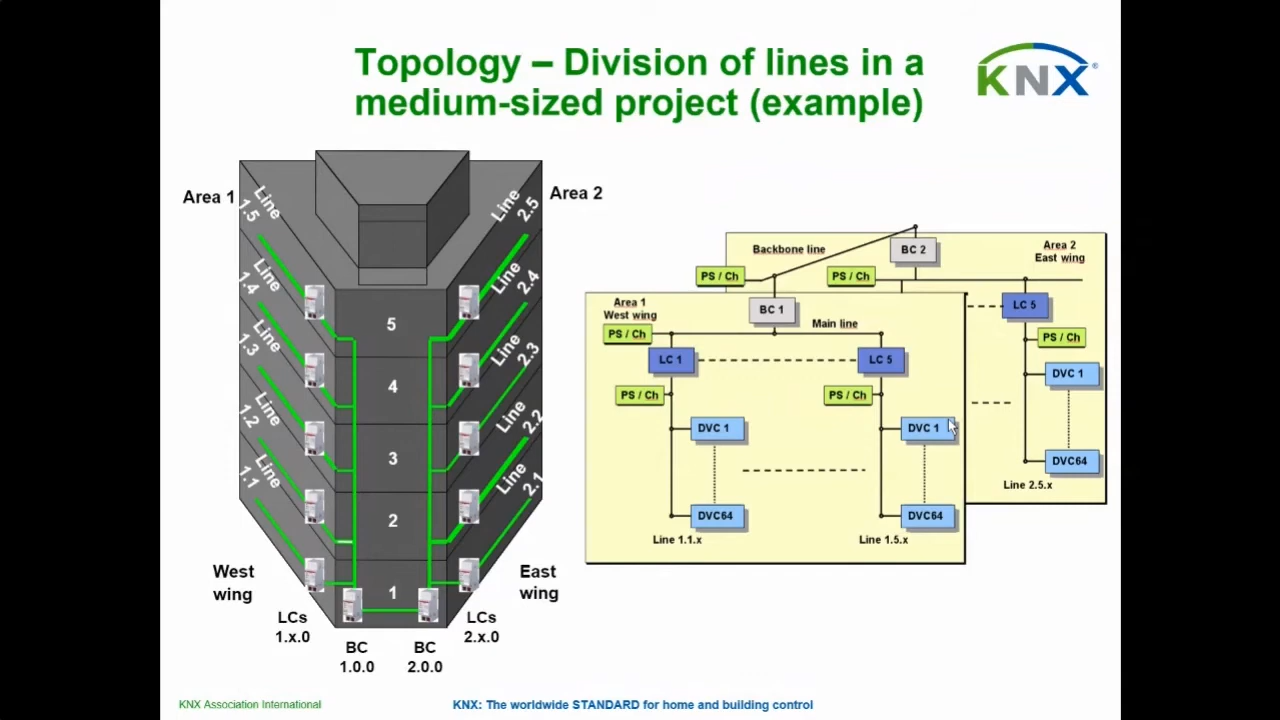 Topology – Division of lines in a
medium-sized project (example)
KNX®
Area 1
Area 2
Line
1.5
Line
1.4
Line
1.3
Line
1.2
Line
1.1
Line
2.5
Line
2.4
Line
2.3
Line
2.2
Line
2.1
5
4
3
2
1
West
wing
East
wing
LCs
1.x.0
LCs
2.x.0
BC
1.0.0
BC
2.0.0
Backbone line
BC 2
Area 2
East wing
PS / Ch
PS / Ch
LC 5
PS / Ch
DVC 1
DVC64
Line 2.5.x
Area 1
West wing
BC 1
PS / Ch
Main line
LC 1
LC 5
PS / Ch
PS / Ch
DVC 1
DVC 1
DVC64
DVC64
Line 1.1.x
Line 1.5.x
KNX Association International
KNX: The worldwide STANDARD for home and building control